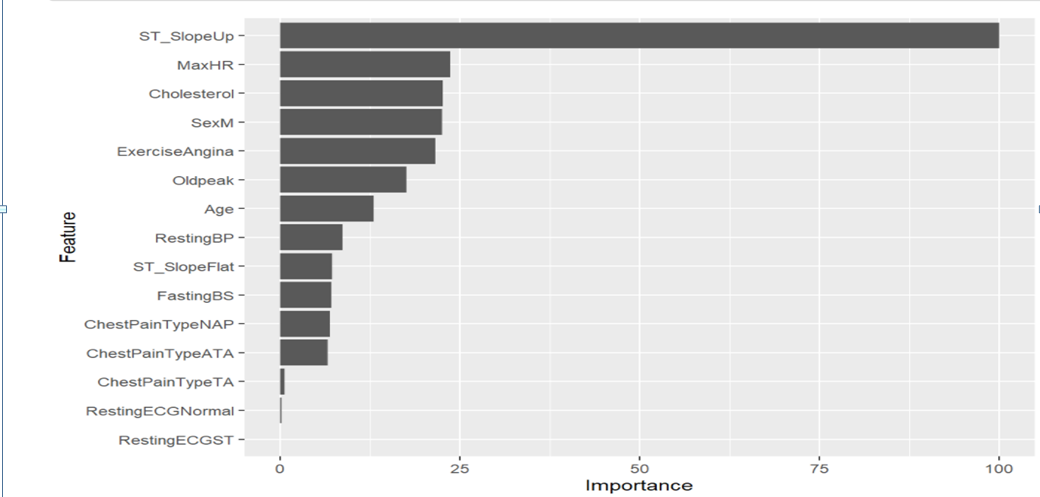 ST_SlopeUp
MaxHR
Cholesterol
SexM
ExerciseAngina
Oldpeak
Age
RestingBP
ST_SlopeFlat
FastingBS
ChestPainTypeNAP
ChestPainTypeATA
ChestPainTypeTA
RestingECGNormal
RestingECGST
Feature
0 25 50 75 100
Importance